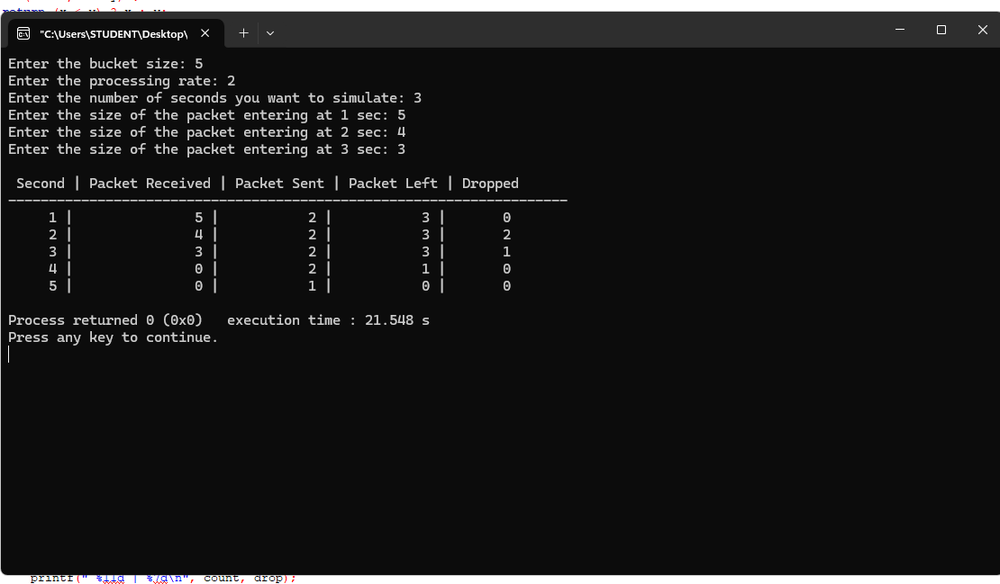 return (x < y) ? x : y;
"C:\Users\STUDENT\Desktop\
Enter the bucket size: 5
Enter the processing rate: 2
Enter the number of seconds you want to simulate: 3
Enter the size of the packet entering at 1 sec: 5
Enter the size of the packet entering at 2 sec: 4
Enter the size of the packet entering at 3 sec: 3
Second | Packet Received | Packet Sent | Packet Left | Dropped
---------------------------------------------------------------------
1 | 5 | 2 | 3 | 0
2 | 4 | 2 | 3 | 2
3 | 3 | 2 | 3 | 1
4 | 0 | 2 | 1 | 0
5 | 0 | 1 | 0 | 0
Process returned 0 (0x0)   execution time : 21.548 s
Press any key to continue.
printf(" %11d | %7d\n", count, drop);